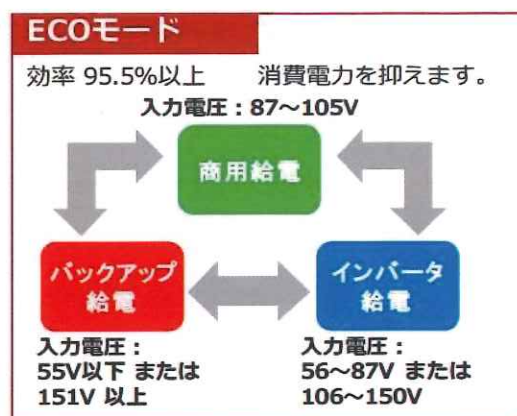 ECOモード
効率 95.5%以上　消費電力を抑えます。
入力電圧：87～105V
商用給電
バックアップ
給電
インバータ
給電
入力電圧：
55V以下 または
151V 以上
入力電圧：
56～87V または
106～150V